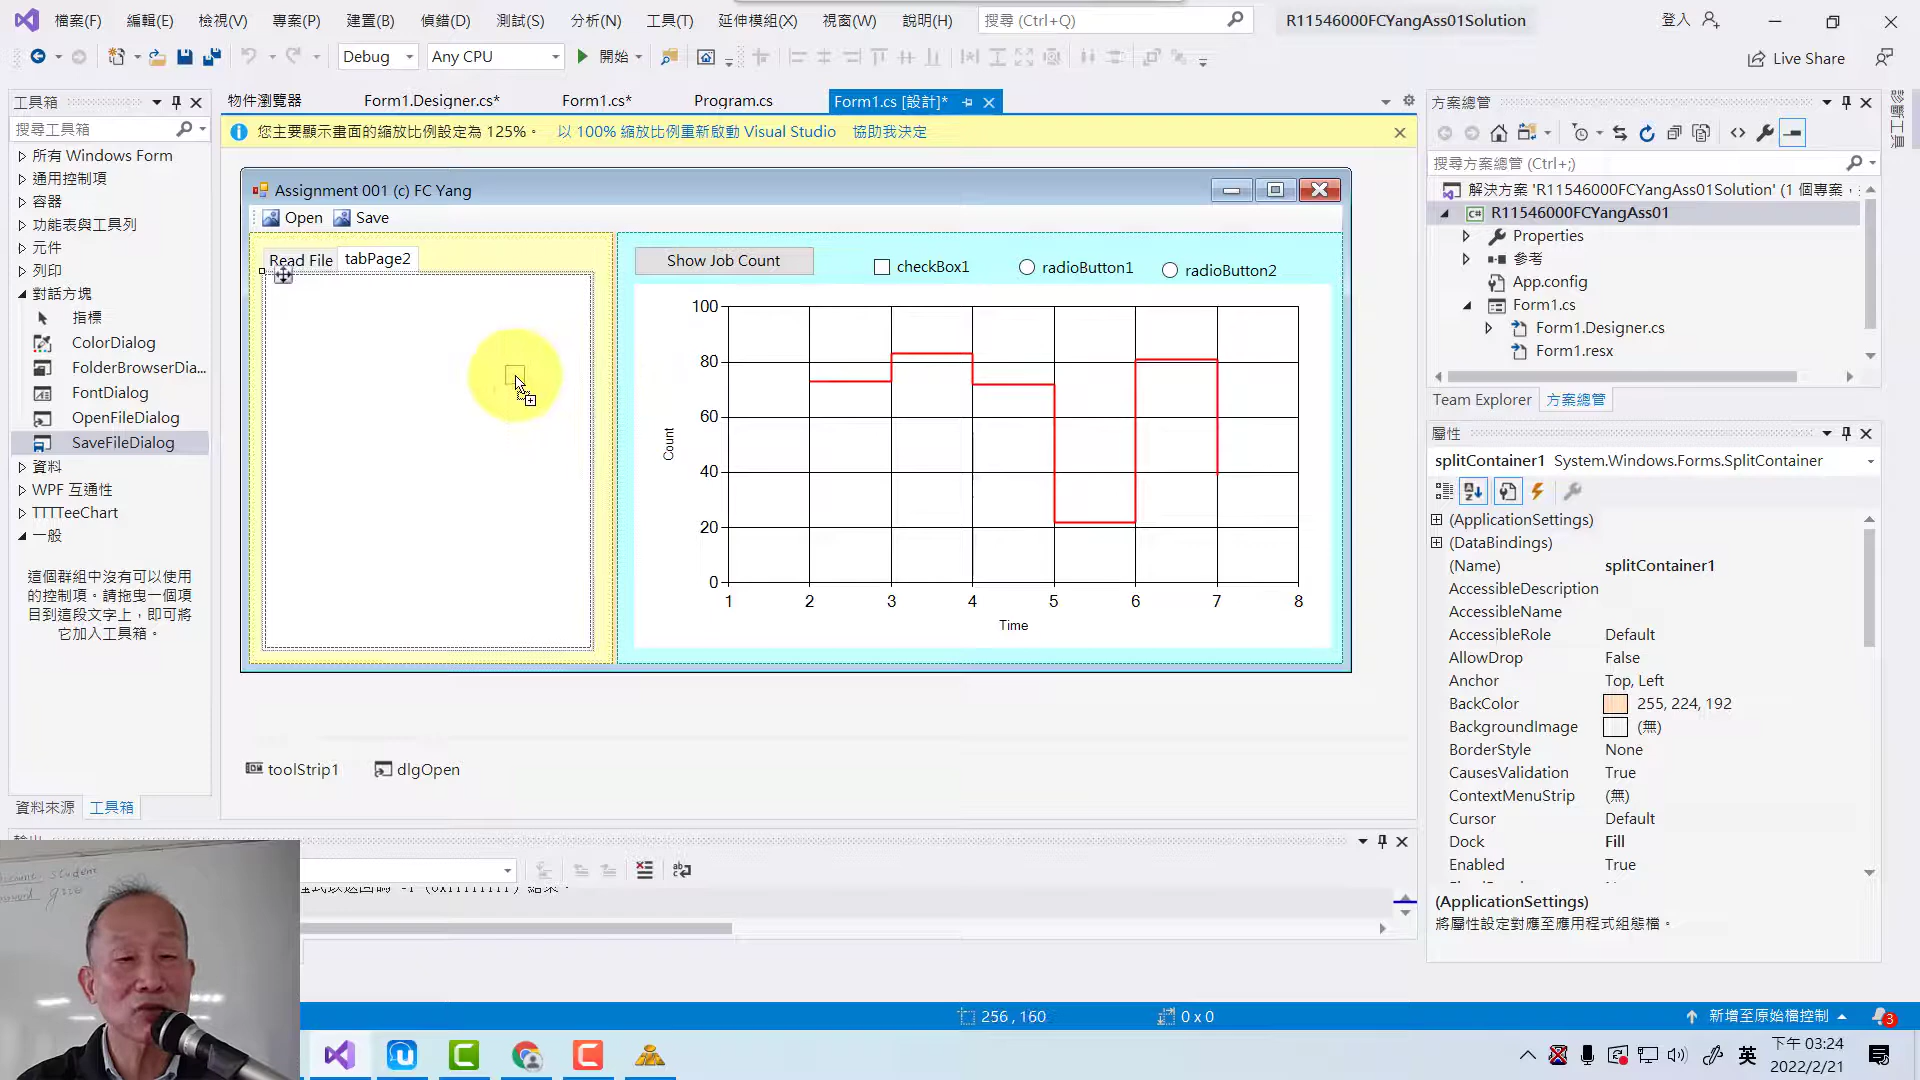 檔案(F) 編輯(E) 檢視(V) 專案(P) 建置(B) 偵錯(D) 測試(S) 分析(N) 工具(T) 延伸模組(X) 視窗(W) 說明(H) 搜尋 (Ctrl+Q) R11546000FCYangAss01Solution 登入
Debug Any CPU 開始 Live Share
工具箱
搜尋工具箱
所有 Windows Form
通用控制項
容器
功能表與工具列
元件
列印
對話方塊
指標
ColorDialog
FolderBrowserDia...
FontDialog
OpenFileDialog
SaveFileDialog
資料
WPF 互通性
TTTTeeChart
一般
這個群組中沒有可以使用
的控制項。請拖曳一個項
目到這段文字上，即可將
它加入工具箱。
資料來源 工具箱
物件瀏覽器 Form1.Designer.cs* Form1.cs* Program.cs Form1.cs [設計]*
您主要顯示畫面的縮放比例設定為 125%。 以 100% 縮放比例重新啟動 Visual Studio 協助我決定
Assignment 001 (c) FC Yang
Open Save
Read File tabPage2
Show Job Count checkBox1 radioButton1 radioButton2
100
80
60
40
20
0
Count
1 2 3 4 5 6 7 8
Time
toolStrip1 dlgOpen
方案總管
搜尋方案總管 (Ctrl+;)
解決方案 'R11546000FCYangAss01Solution' (1 個專案，
R11546000FCYangAss01
Properties
參考
App.config
Form1.cs
Form1.Designer.cs
Form1.resx
Team Explorer 方案總管
屬性
splitContainer1 System.Windows.Forms.SplitContainer
(ApplicationSettings)
(DataBindings)
(Name) splitContainer1
AccessibleDescription
AccessibleName
AccessibleRole Default
AllowDrop False
Anchor Top, Left
BackColor 255, 224, 192
BackgroundImage (無)
BorderStyle None
CausesValidation True
ContextMenuStrip (無)
Cursor Default
Dock Fill
Enabled True
(ApplicationSettings)
將屬性設定對應至應用程式組態檔。
診斷工具
256 , 160 0 x 0 新增至原始檔控制 3
英 下午 03:24
2022/2/21